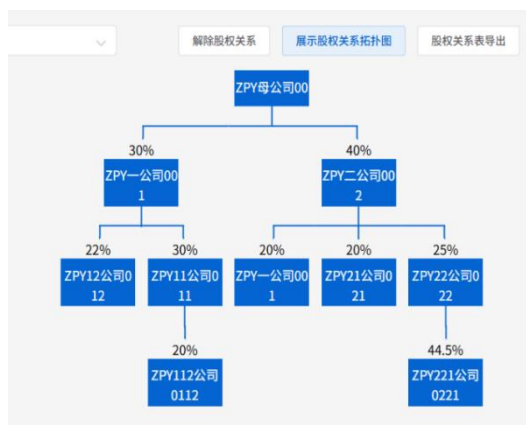 解除股权关系 展示股权关系拓扑图 股权关系表导出
ZPY母公司00
30% 40%
ZPY一公司00 ZPY二公司00
1 2
22% 30% 20% 20% 25%
ZPY12公司0 ZPY11公司0 ZPY一公司00 ZPY21公司0 ZPY22公司0
12 11 1 21 22
20% 44.5%
ZPY112公司 ZPY221公司
0112 0221